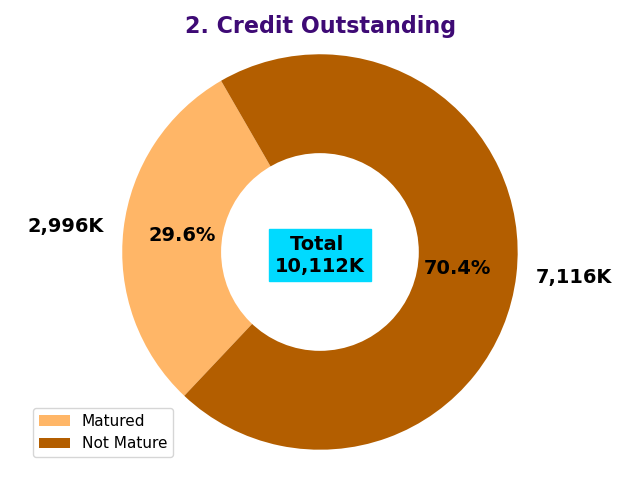 2. Credit Outstanding
2,996K
29.6%
Total
10,112K
70.4%
7,116K
Matured
Not Mature